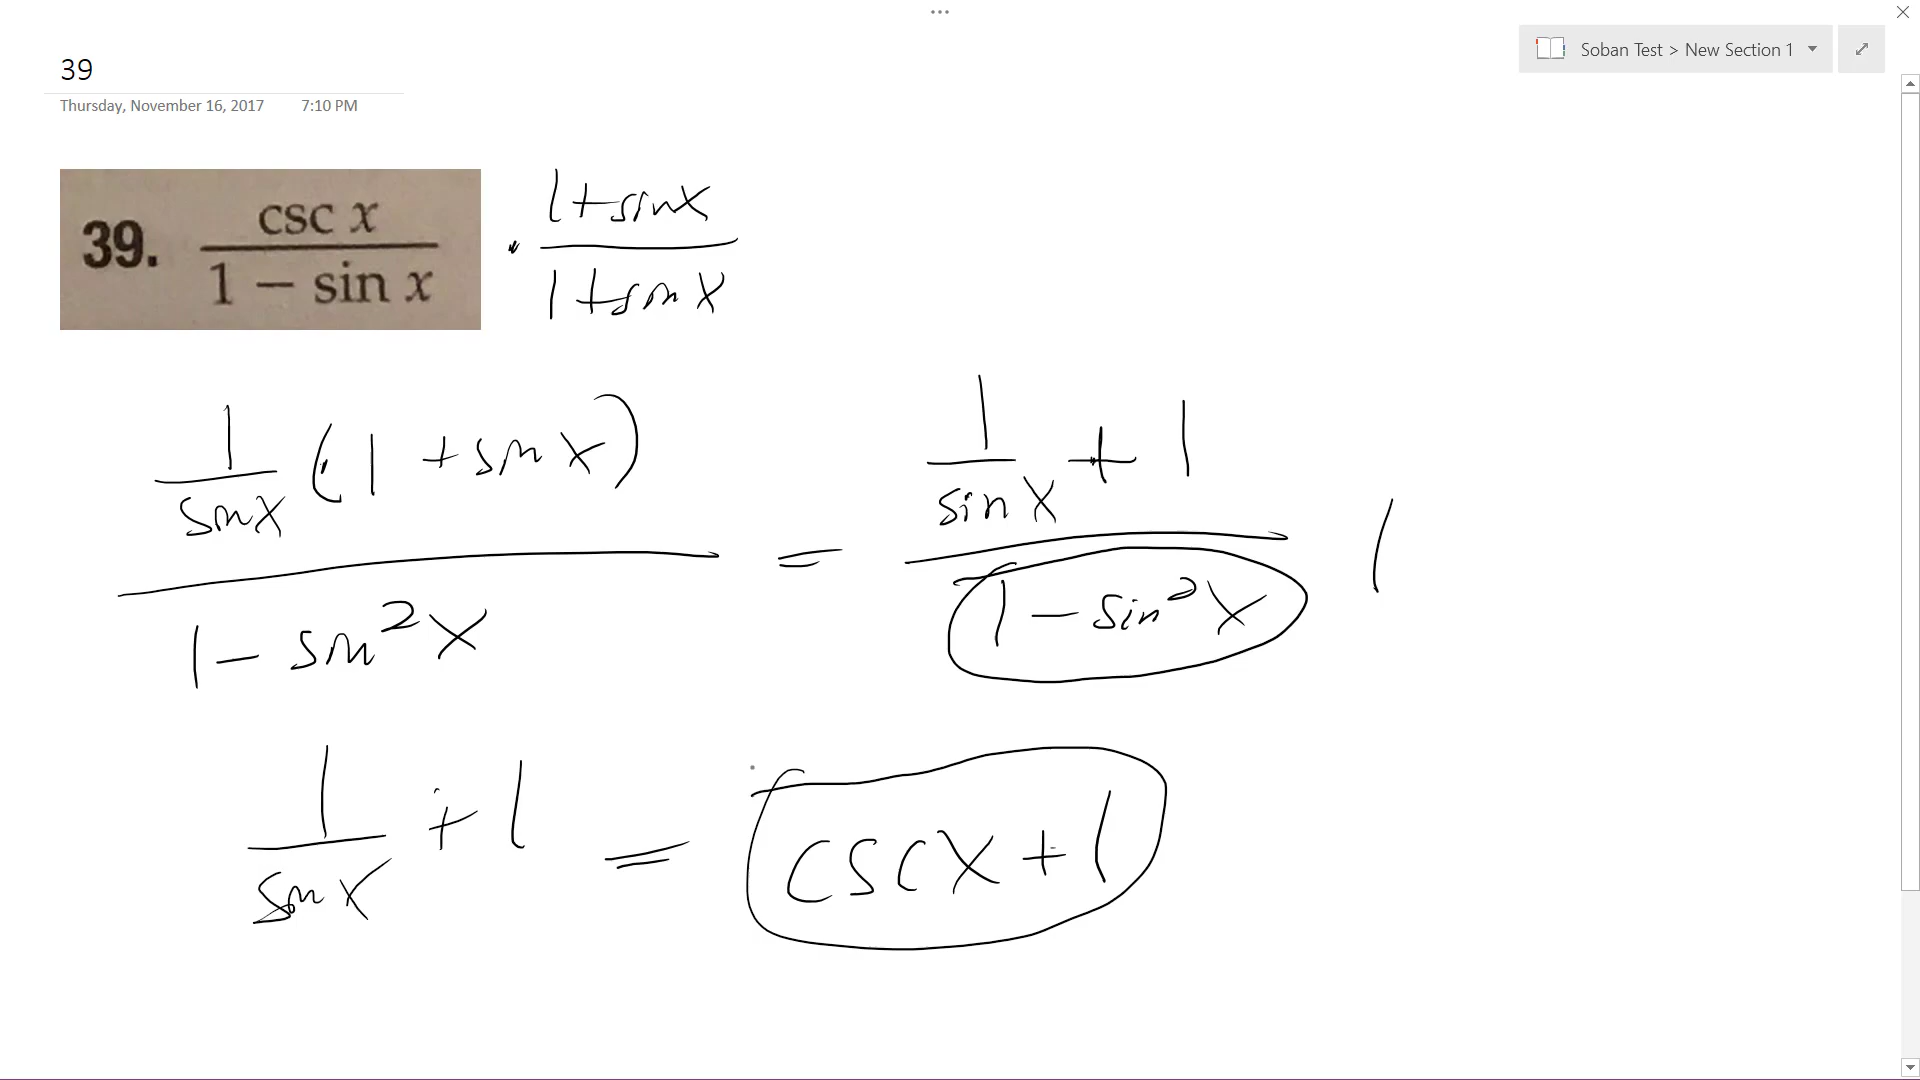 Soban Test > New Section 1
39
Thursday, November 16, 2017 7:10 PM
39. csc x / 1 − sin x · 1+sinx / 1+sinx
1/sinx (1 + sinx) / 1 − sin²x = 1/sinx + 1 / 1 − sin²x (
1/sinx + 1 = cscx + 1